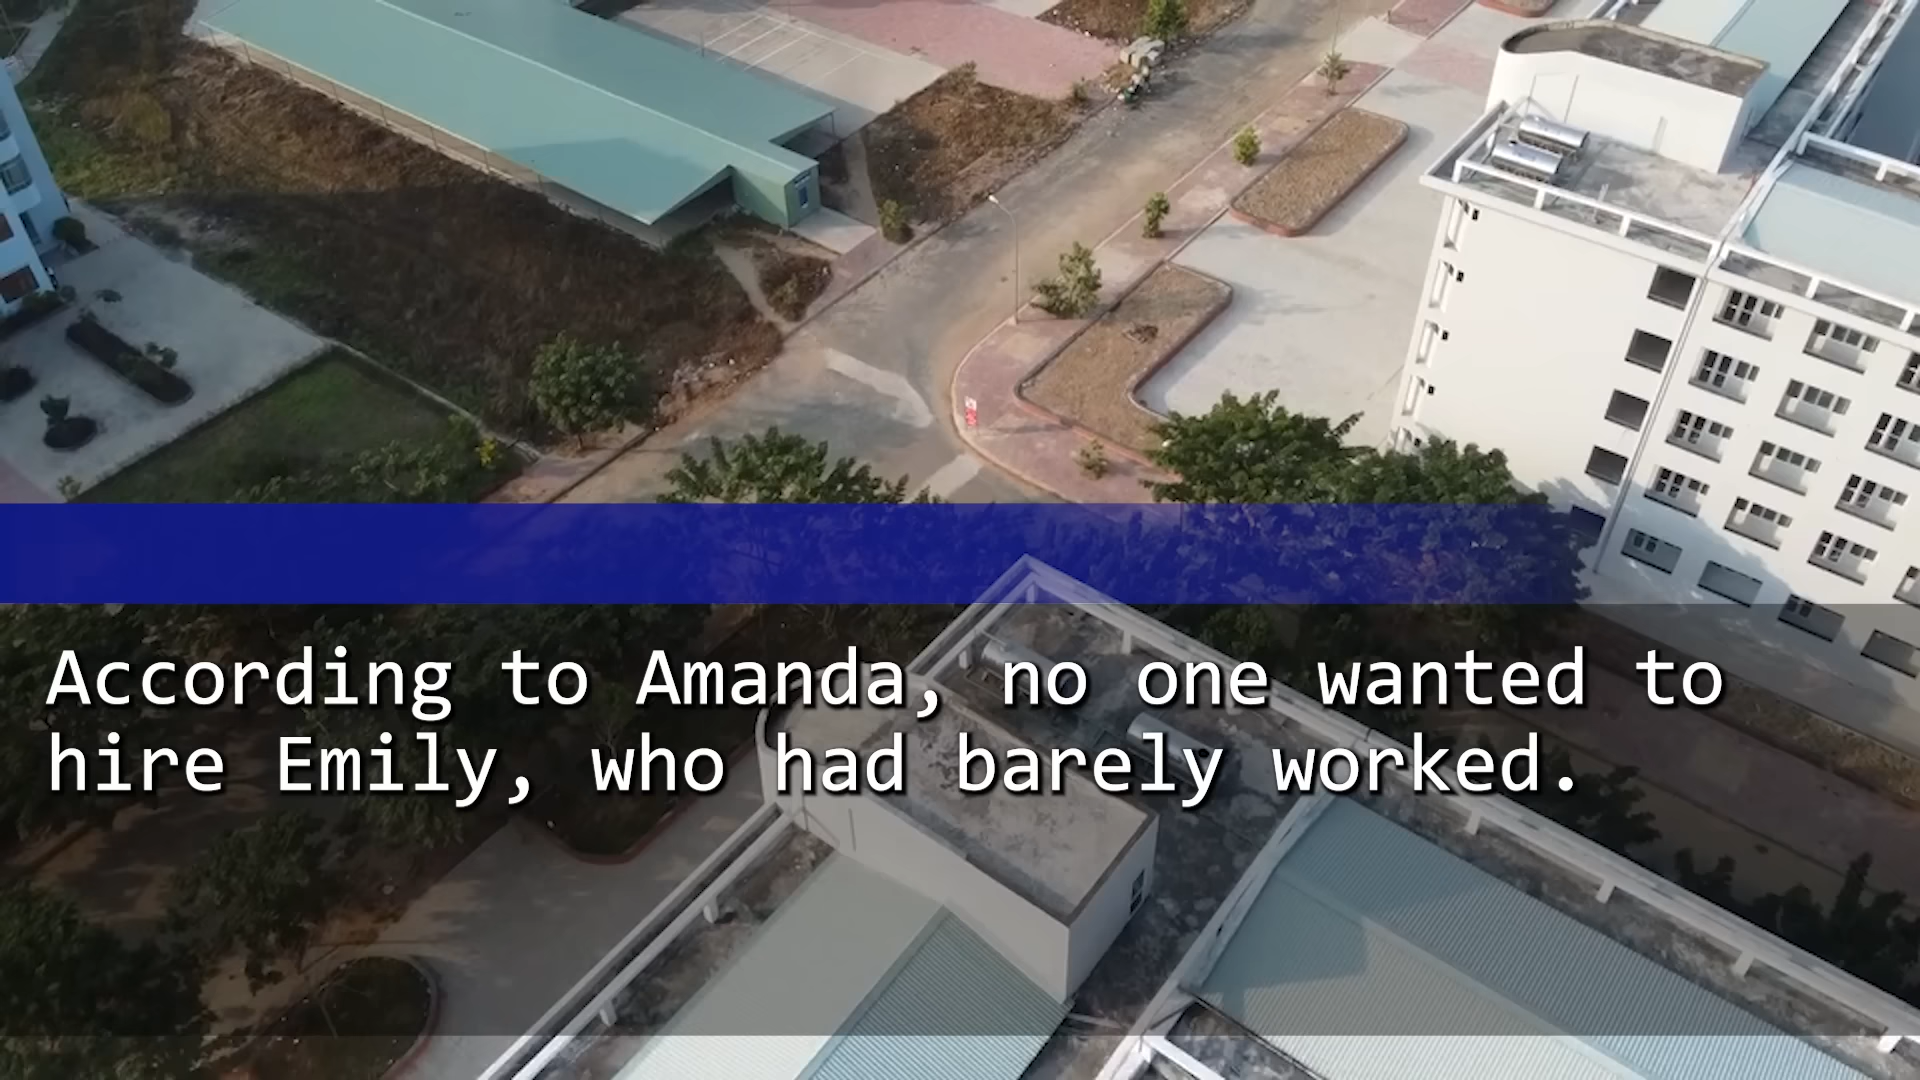 According to Amanda, no one wanted to
hire Emily, who had barely worked.